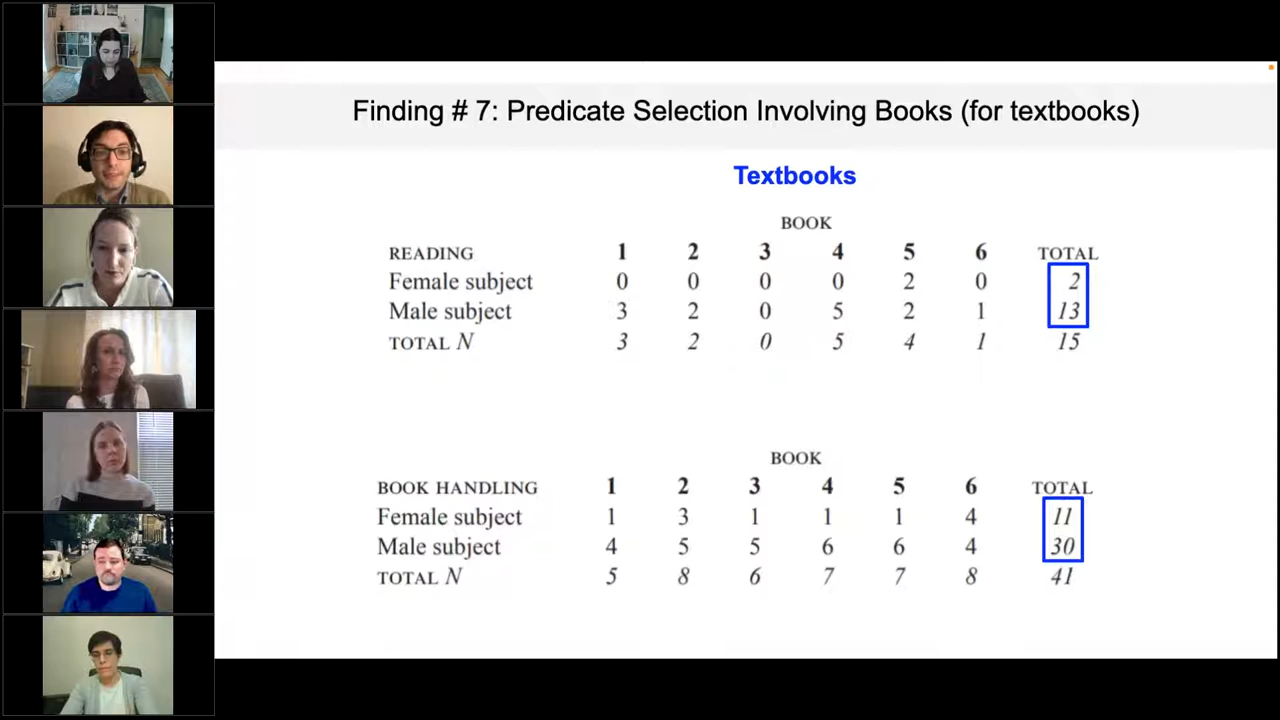 Finding # 7: Predicate Selection Involving Books (for textbooks)
Textbooks
BOOK
READING 1 2 3 4 5 6 TOTAL
Female subject 0 0 0 0 2 0 2
Male subject 3 2 0 5 2 1 13
TOTAL N 3 2 0 5 4 1 15
BOOK
BOOK HANDLING 1 2 3 4 5 6 TOTAL
Female subject 1 3 1 1 1 4 11
Male subject 4 5 5 6 6 4 30
TOTAL N 5 8 6 7 7 8 41